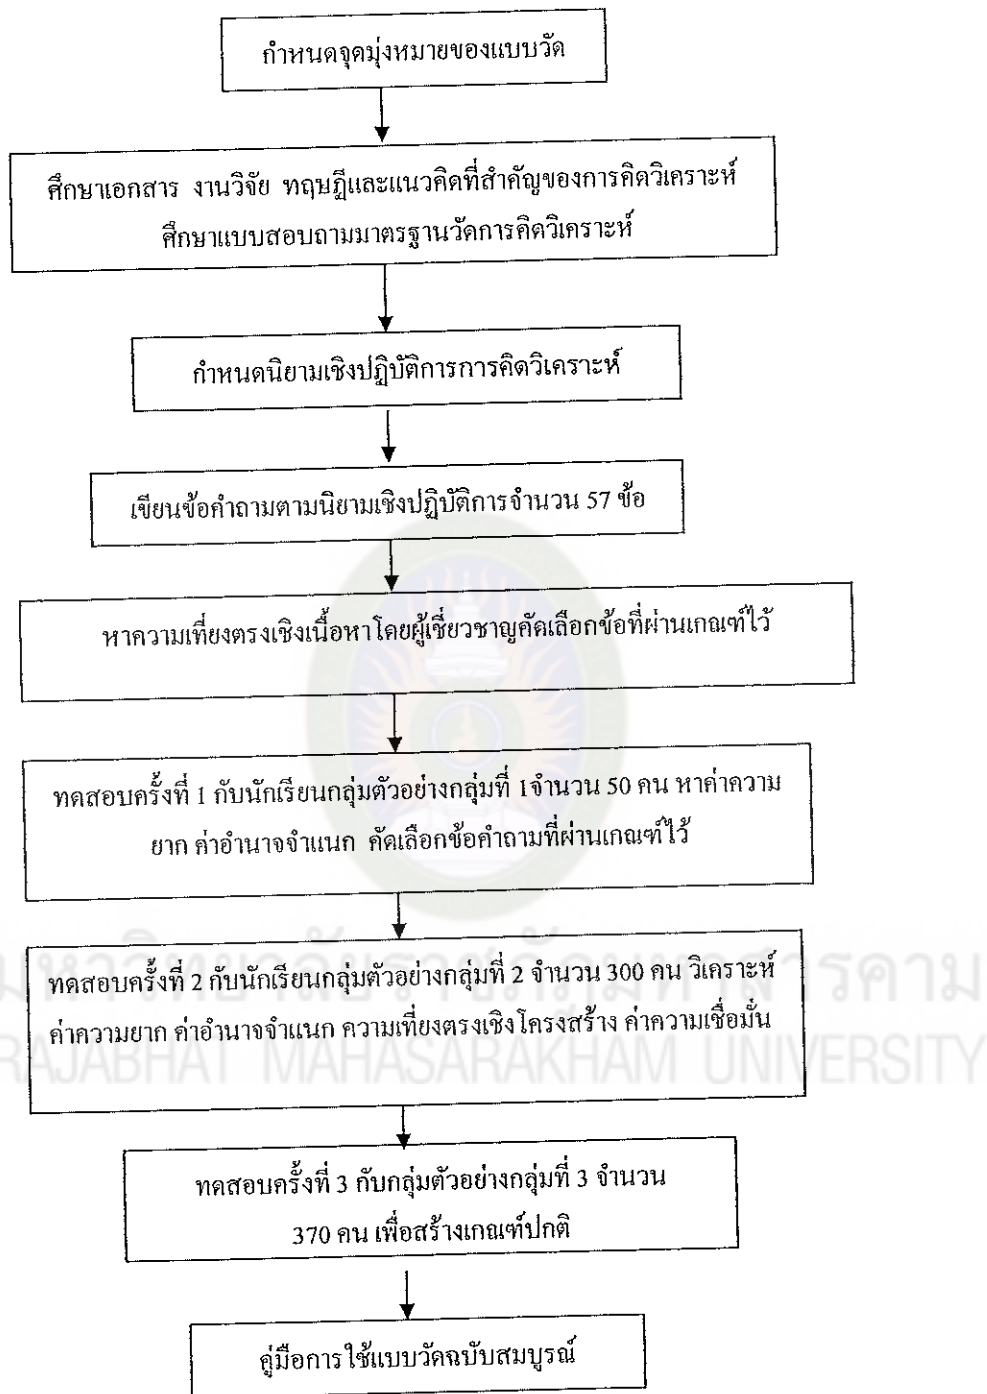 กำหนดจุดมุ่งหมายของแบบวัด
ศึกษาเอกสาร งานวิจัย ทฤษฎีและแนวคิดที่สำคัญของการคิดวิเคราะห์
ศึกษาแบบสอบถามมาตรฐานวัดการคิดวิเคราะห์
กำหนดนิยามเชิงปฏิบัติการการคิดวิเคราะห์
เขียนข้อคำถามตามนิยามเชิงปฏิบัติการจำนวน 57 ข้อ
หาความเที่ยงตรงเชิงเนื้อหาโดยผู้เชี่ยวชาญคัดเลือกข้อที่ผ่านเกณฑ์ไว้
ทดสอบครั้งที่ 1 กับนักเรียนกลุ่มตัวอย่างกลุ่มที่ 1จำนวน 50 คน หาค่าความ
ยาก ค่าอำนาจจำแนก คัดเลือกข้อคำถามที่ผ่านเกณฑ์ไว้
ทดสอบครั้งที่ 2 กับนักเรียนกลุ่มตัวอย่างกลุ่มที่ 2 จำนวน 300 คน วิเคราะห์
ค่าความยาก ค่าอำนาจจำแนก ความเที่ยงตรงเชิงโครงสร้าง ค่าความเชื่อมั่น
RAJABHAT MAHASARAKHAM UNIVERSITY
ทดสอบครั้งที่ 3 กับกลุ่มตัวอย่างกลุ่มที่ 3 จำนวน
370 คน เพื่อสร้างเกณฑ์ปกติ
คู่มือการใช้แบบวัดฉบับสมบูรณ์